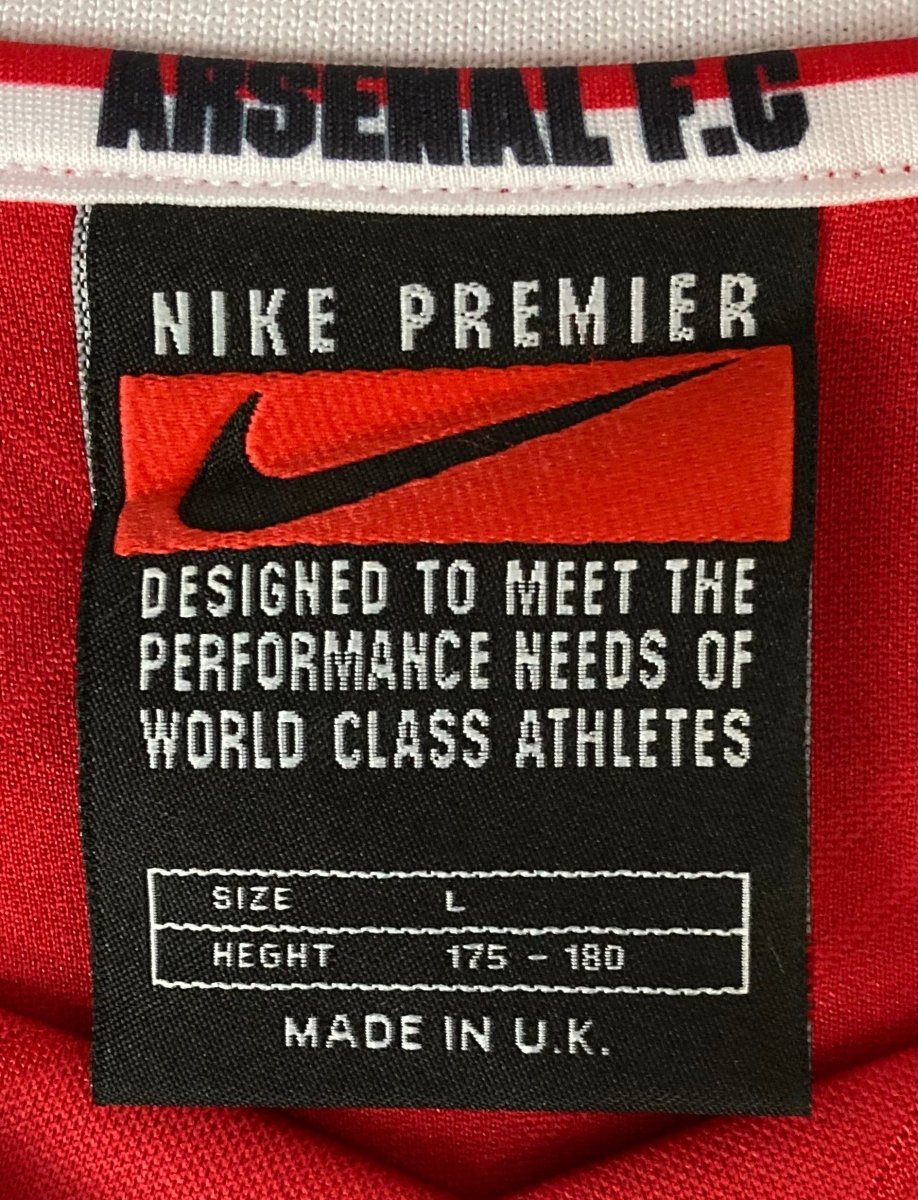 ARSENAL F.C
NIKE PREMIER
DESIGNED TO MEET THE
PERFORMANCE NEEDS OF
WORLD CLASS ATHLETES
SIZE L
HEGHT 175 - 180
MADE IN U.K.